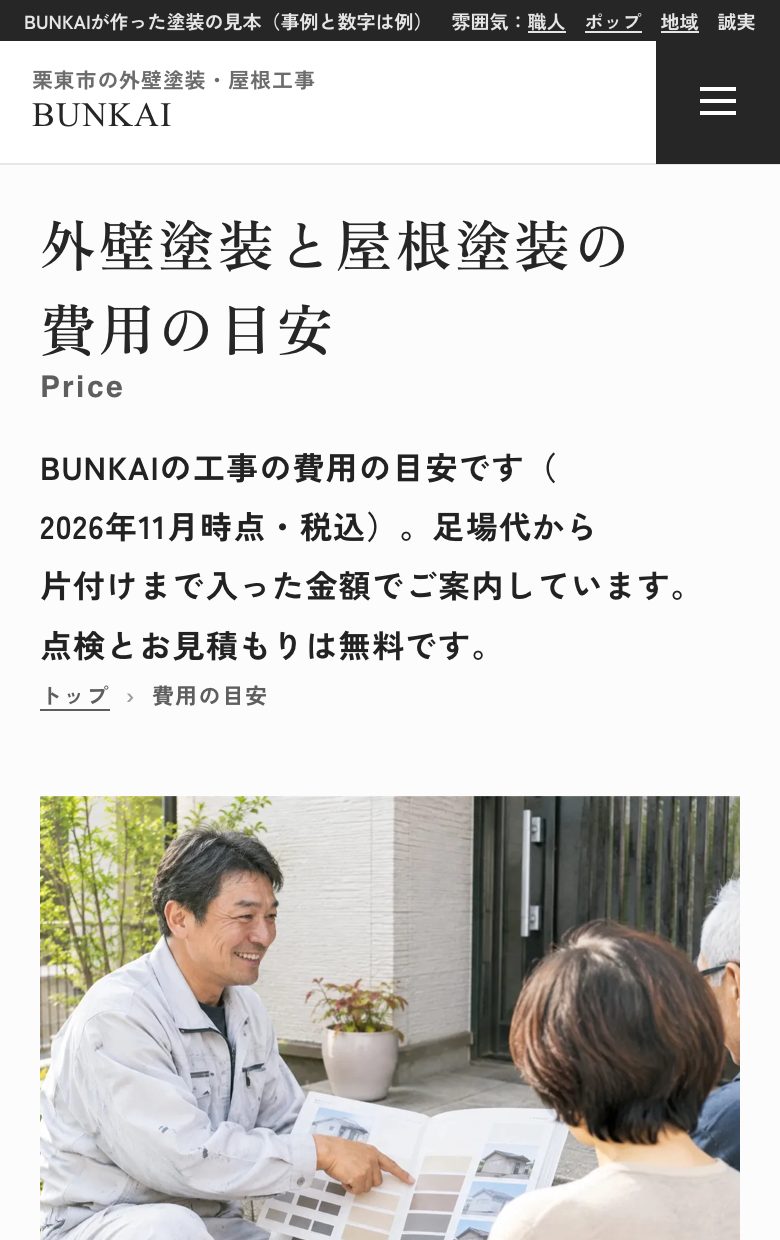 BUNKAIが作った塗装の見本（事例と数字は例） 雰囲気：職人 ポップ 地域 誠実
栗東市の外壁塗装・屋根工事
BUNKAI
外壁塗装と屋根塗装の
費用の目安
Price
BUNKAIの工事の費用の目安です（
2026年11月時点・税込）。足場代から
片付けまで入った金額でご案内しています。
点検とお見積もりは無料です。
トップ › 費用の目安